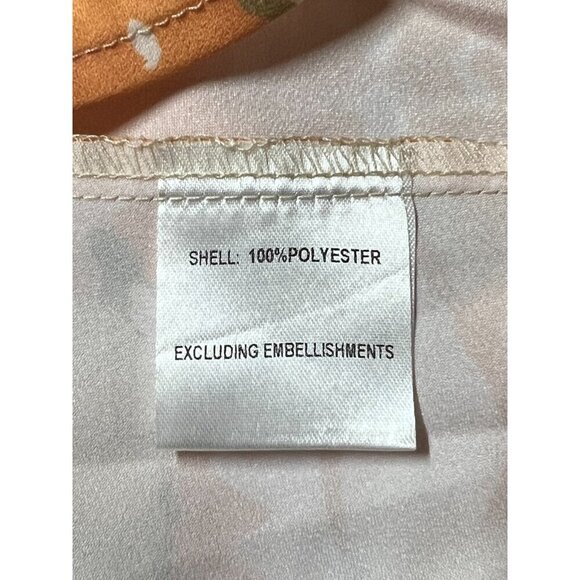 SHELL: 100%POLYESTER
EXCLUDING EMBELLISHMENTS